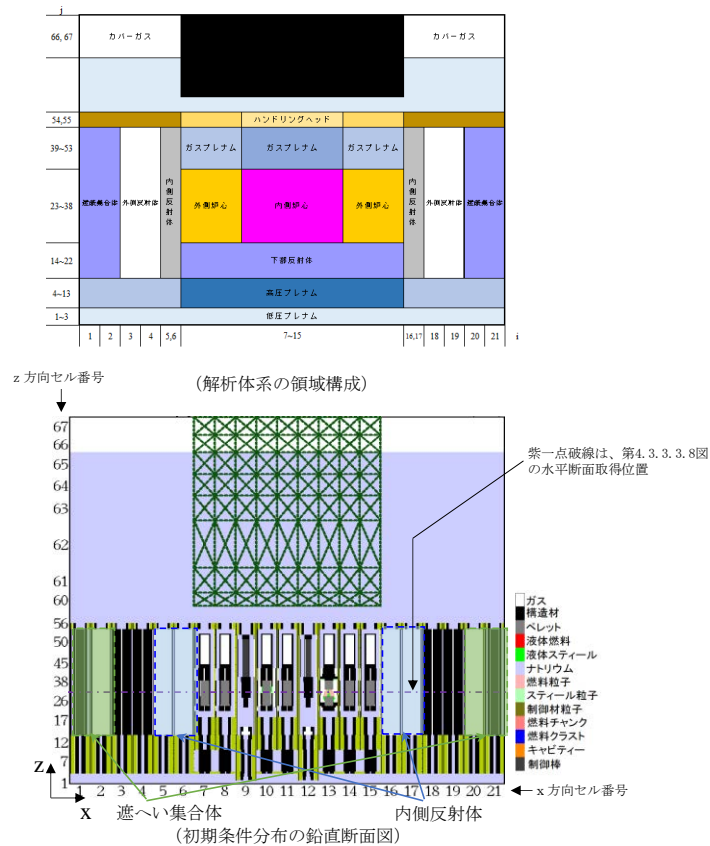 j
66, 67 カバーガス カバーガス
54,55 ハンドリングヘッド
39~53 ガスプレナム ガスプレナム ガスプレナム
23~38 遮蔽集合体 外側反射体 内側反射体 外側炉心 内側炉心 外側炉心 内側反射体 外側反射体 遮蔽集合体
14~22 下部反射体
4~13 高圧プレナム
1~3 低圧プレナム
1 2 3 4 5,6 7~15 16,17 18 19 20 21 i
z 方向セル番号
(解析体系の領域構成)
紫一点破線は、第4.3.3.3.8図
の水平断面取得位置
67
66
65
64
63
62
61
60
56
50
45
38
26
17
12
7
1
ガス
構造材
ペレット
液体燃料
液体スティール
ナトリウム
燃料粒子
スティール粒子
制御材粒子
燃料チャンク
燃料クラスト
キャビティー
制御棒
Z
X
1 2 3 4 5 6 7 8 9 10 11 12 13 14 15 16 17 18 19 20 21
x 方向セル番号
遮へい集合体
内側反射体
(初期条件分布の鉛直断面図)